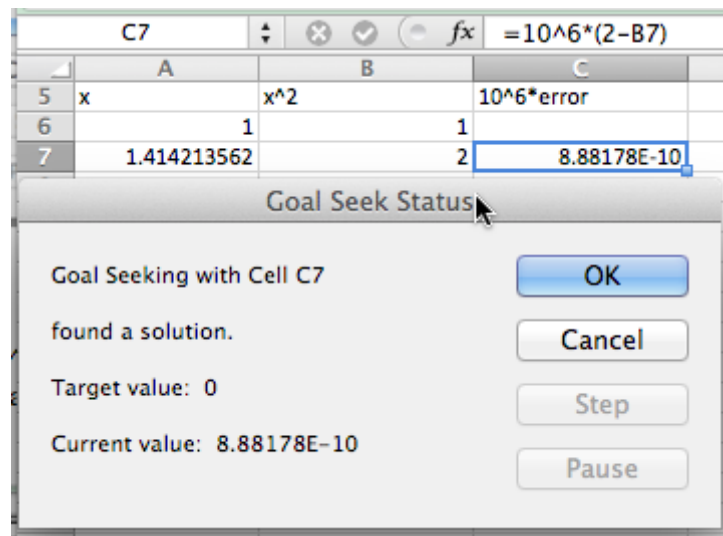 C7 fx =10^6*(2-B7)
A B C
5 x x^2 10^6*error
6 1 1
7 1.414213562 2 8.88178E-10
Goal Seek Status
Goal Seeking with Cell C7
OK
found a solution.
Cancel
Target value: 0
Step
Current value: 8.88178E-10
Pause